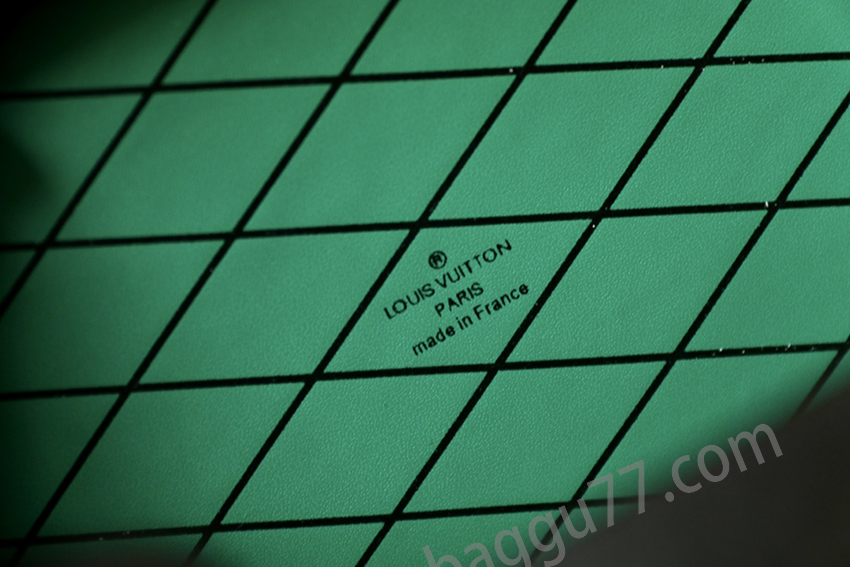 ®
LOUIS VUITTON
PARIS
made in France
baggu77.com